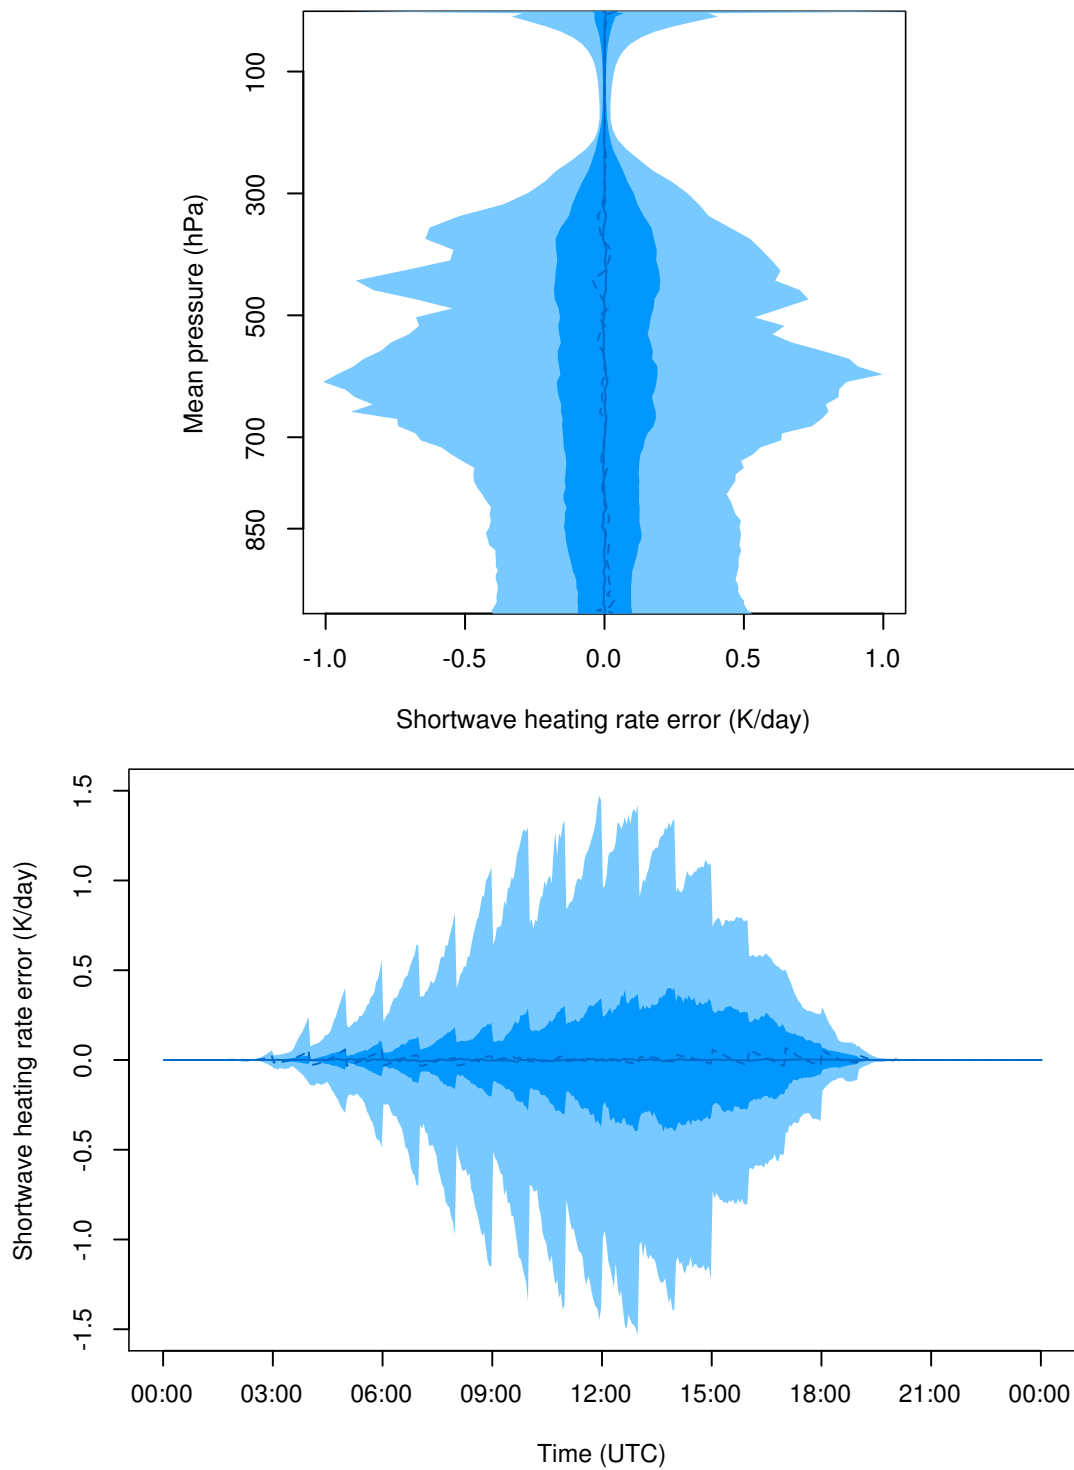 100
300
500
700
850
Mean pressure (hPa)
-1.0 -0.5 0.0 0.5 1.0
Shortwave heating rate error (K/day)
1.5
1.0
0.5
0.0
-0.5
-1.0
-1.5
Shortwave heating rate error (K/day)
00:00 03:00 06:00 09:00 12:00 15:00 18:00 21:00 00:00
Time (UTC)